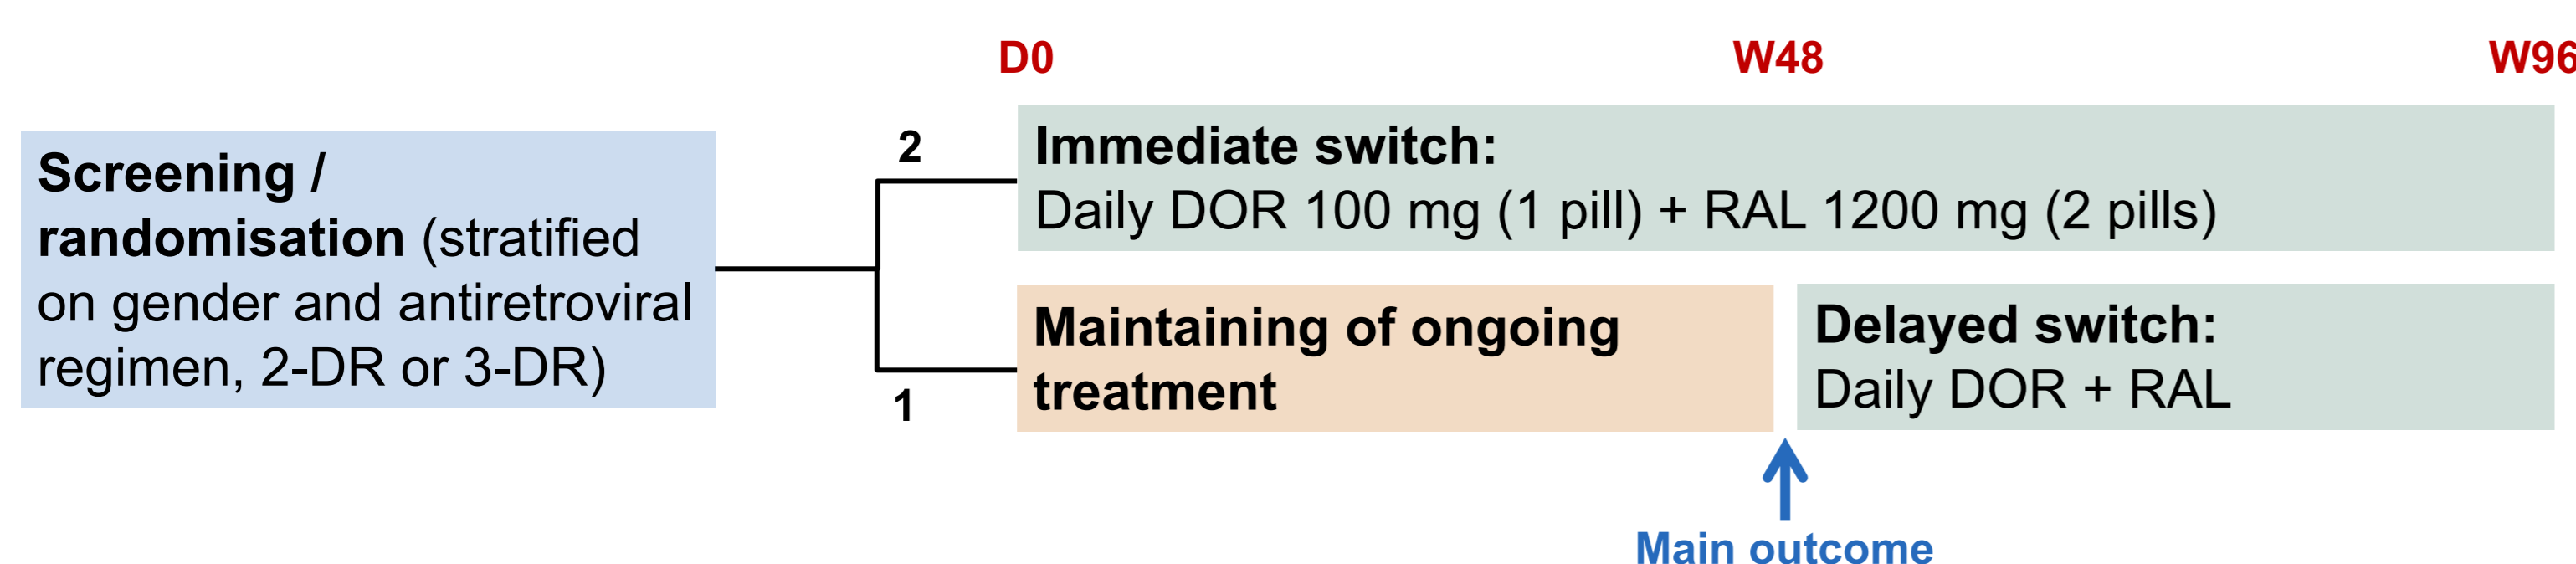 D0 W48 W96
Screening /
randomisation (stratified
on gender and antiretroviral
regimen, 2-DR or 3-DR)
2
1
Immediate switch:
Daily DOR 100 mg (1 pill) + RAL 1200 mg (2 pills)
Maintaining of ongoing
treatment
Delayed switch:
Daily DOR + RAL
Main outcome